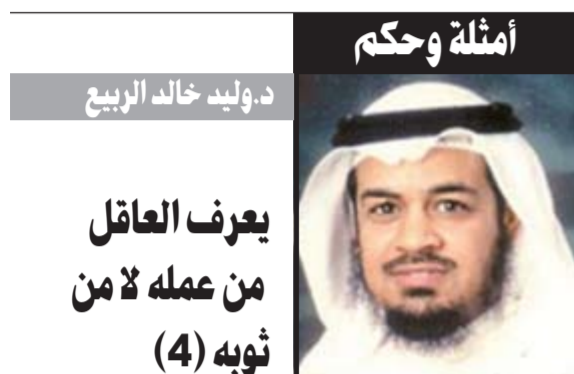 أمثلة وحكم
د.وليد خالد الربيع
يعرف العاقل
من عمله لا من
ثوبه (4)